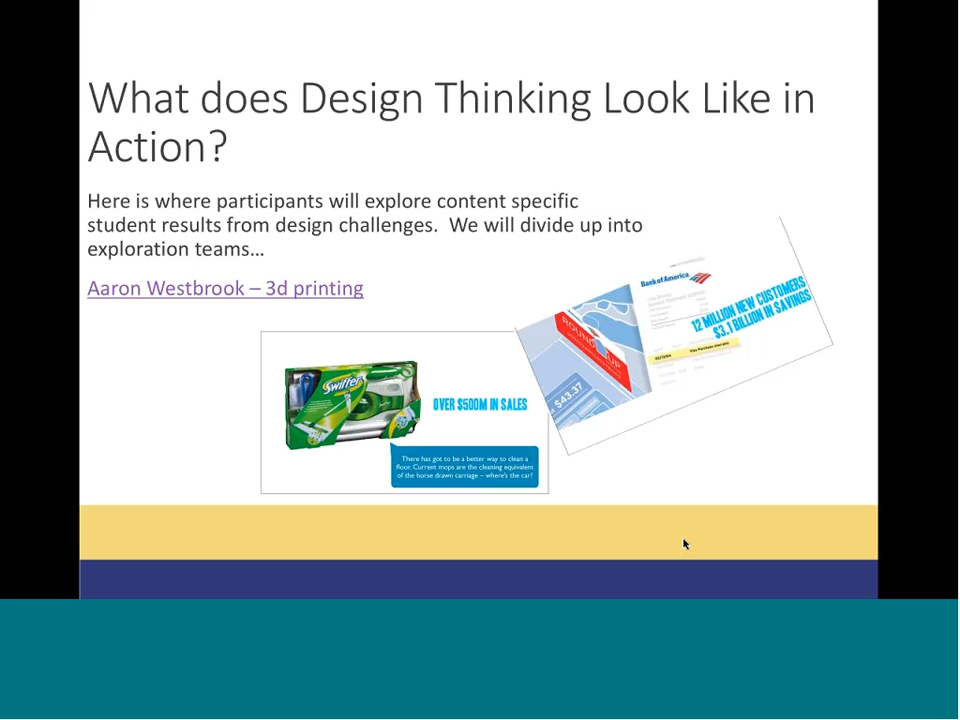 What does Design Thinking Look Like in
Action?
Here is where participants will explore content specific
student results from design challenges.  We will divide up into
exploration teams…
Aaron Westbrook – 3d printing
Bank of America
12 MILLION NEW CUSTOMERS
$3.1 BILLION IN SAVINGS
ROUND UP
$43.37
Swiffer
OVER $500M IN SALES
There has got to be a better way to clean a
floor. Current mops are the cleaning equivalent
of the horse drawn carriage – where's the car?